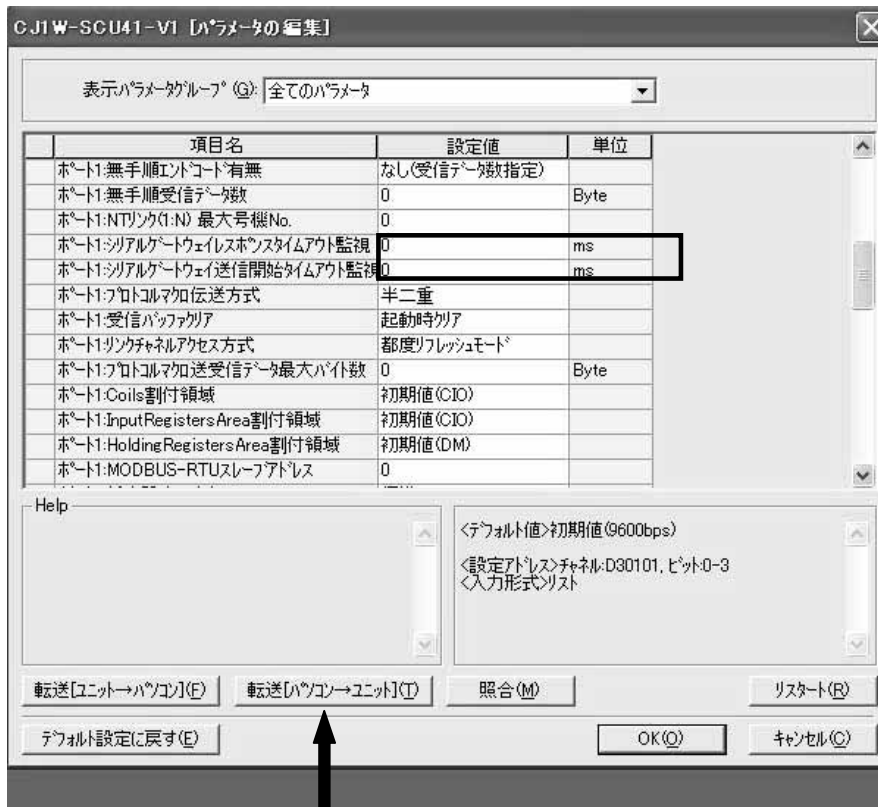 CJ1W-SCU41-V1 [ﾊﾟﾗﾒｰﾀの編集]
表示ﾊﾟﾗﾒｰﾀｸﾞﾙｰﾌﾟ(G): 全てのﾊﾟﾗﾒｰﾀ
項目名 設定値 単位
ﾎﾟｰﾄ1:無手順ｴﾝﾄﾞｺｰﾄﾞ有無 なし(受信ﾃﾞｰﾀ数指定)
ﾎﾟｰﾄ1:無手順受信ﾃﾞｰﾀ数 0 Byte
ﾎﾟｰﾄ1:NTﾘﾝｸ(1:N) 最大号機No. 0
ﾎﾟｰﾄ1:ｼﾘｱﾙｹﾞｰﾄｳｪｲﾚｽﾎﾟﾝｽﾀｲﾑｱｳﾄ監視 0 ms
ﾎﾟｰﾄ1:ｼﾘｱﾙｹﾞｰﾄｳｪｲ送信開始ﾀｲﾑｱｳﾄ監視 0 ms
ﾎﾟｰﾄ1:ﾌﾟﾛﾄｺﾙﾏｸﾛ伝送方式 半二重
ﾎﾟｰﾄ1:受信ﾊﾞｯﾌｧｸﾘｱ 起動時ｸﾘｱ
ﾎﾟｰﾄ1:ﾘﾝｸﾁｬﾈﾙｱｸｾｽ方式 都度ﾘﾌﾚｯｼｭﾓｰﾄﾞ
ﾎﾟｰﾄ1:ﾌﾟﾛﾄｺﾙﾏｸﾛ送受信ﾃﾞｰﾀ最大ﾊﾞｲﾄ数 0 Byte
ﾎﾟｰﾄ1:Coils割付領域 初期値(CIO)
ﾎﾟｰﾄ1:InputRegistersArea割付領域 初期値(CIO)
ﾎﾟｰﾄ1:HoldingRegistersArea割付領域 初期値(DM)
ﾎﾟｰﾄ1:MODBUS-RTUｽﾚｰﾌﾞｱﾄﾞﾚｽ 0
Help
<ﾃﾞﾌｫﾙﾄ値>初期値(9600bps)
<設定ｱﾄﾞﾚｽ>ﾁｬﾈﾙ:D30101, ﾋﾞｯﾄ:0-3
<入力形式>ﾘｽﾄ
転送[ﾕﾆｯﾄ→ﾊﾟｿｺﾝ](F) 転送[ﾊﾟｿｺﾝ→ﾕﾆｯﾄ](T) 照合(M) ﾘｽﾀｰﾄ(R)
ﾃﾞﾌｫﾙﾄ設定に戻す(E) OK(O) ｷｬﾝｾﾙ(C)